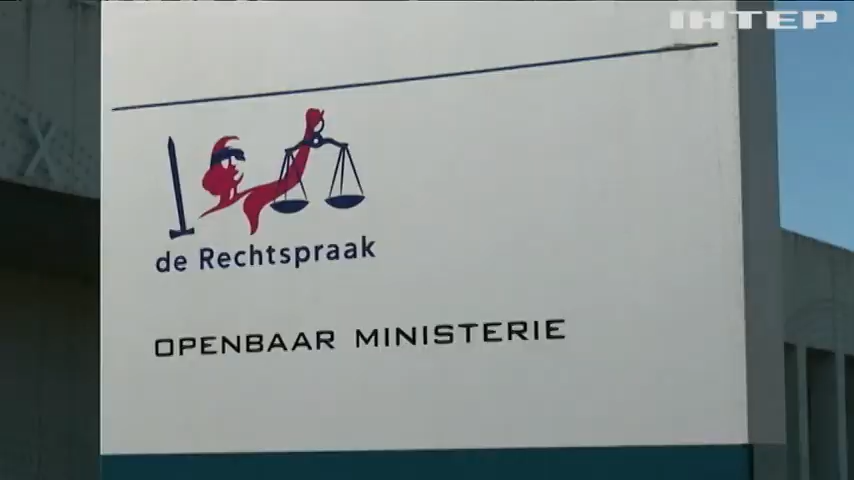 ІНТЕР
de Rechtspraak
OPENBAAR MINISTERIE